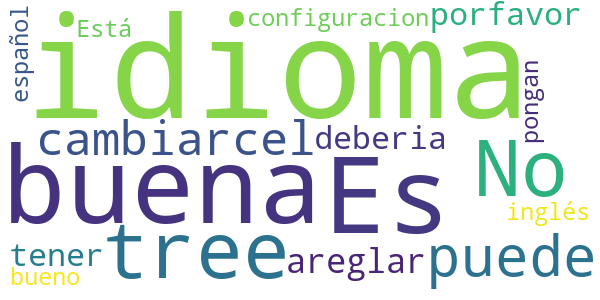 español Está configuracion porfavor
idioma
cambiarcel deberia pongan
buena Es No
inglés
tener tree areglar puede
bueno